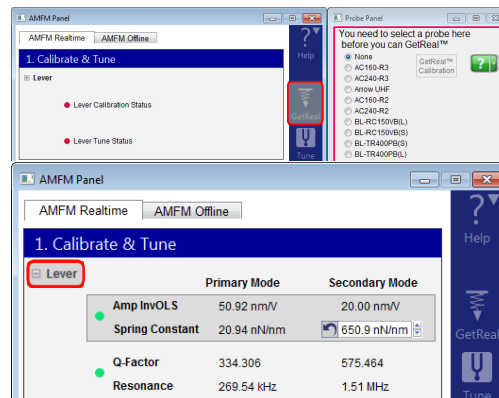 AMFM Panel
AMFM Realtime AMFM Offline
1. Calibrate & Tune
Lever
Lever Calibration Status
Lever Tune Status
?
Help
GetReal
Tune
Probe Panel
You need to select a probe here
before you can GetReal™
None
AC160-R3
AC240-R3
Arrow UHF
AC160-R2
AC240-R2
BL-RC150VB(L)
BL-RC150VB(S)
BL-TR400PB(S)
BL-TR400PB(L)
GetReal™
Calibration
?
AMFM Panel
AMFM Realtime AMFM Offline
1. Calibrate & Tune
Lever
Primary Mode Secondary Mode
Amp InvOLS 50.92 nm/V 20.00 nm/V
Spring Constant 20.94 nN/nm 650.9 nN/nm
Q-Factor 334.306 575.464
Resonance 269.54 kHz 1.51 MHz
?
Help
GetReal
Tune